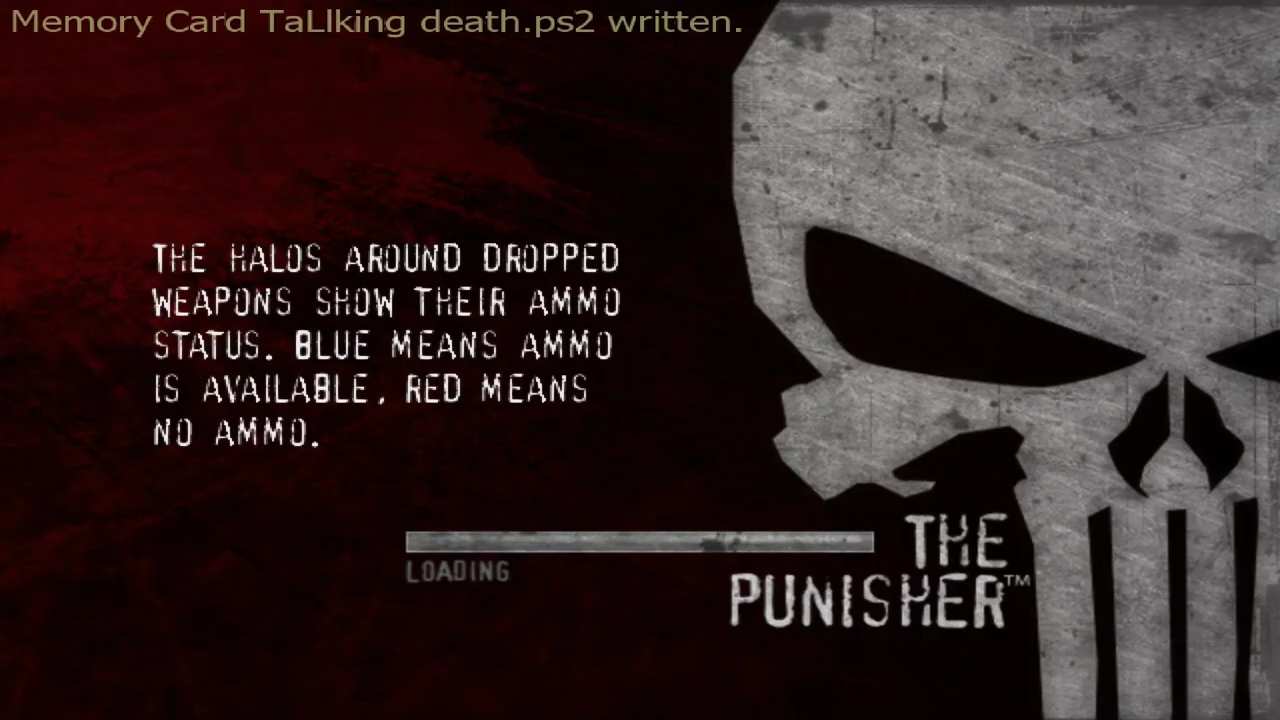 Memory Card TaLlking death.ps2 written.
THE HALOS AROUND DROPPED
WEAPONS SHOW THEIR AMMO
STATUS. BLUE MEANS AMMO
IS AVAILABLE, RED MEANS
NO AMMO.
LOADING
THE
PUNISHER™